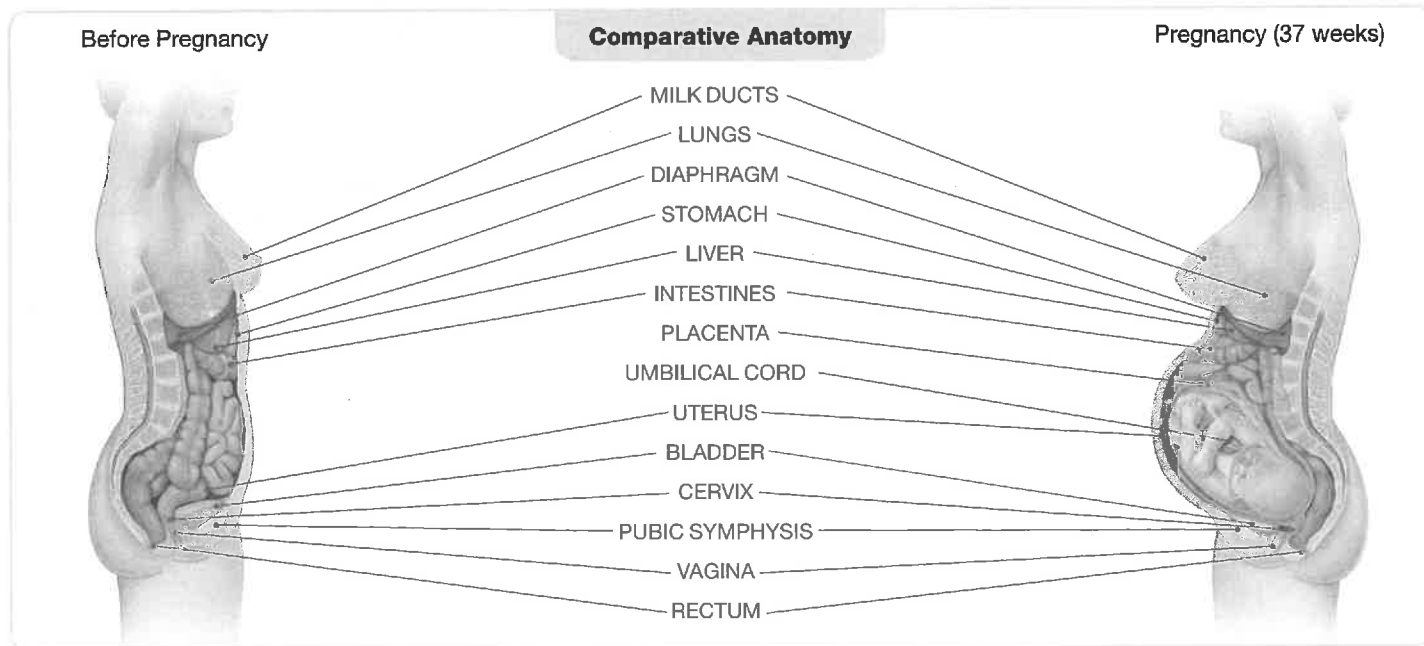 Before Pregnancy
Comparative Anatomy
Pregnancy (37 weeks)
MILK DUCTS
LUNGS
DIAPHRAGM
STOMACH
LIVER
INTESTINES
PLACENTA
UMBILICAL CORD
UTERUS
BLADDER
CERVIX
PUBIC SYMPHYSIS
VAGINA
RECTUM